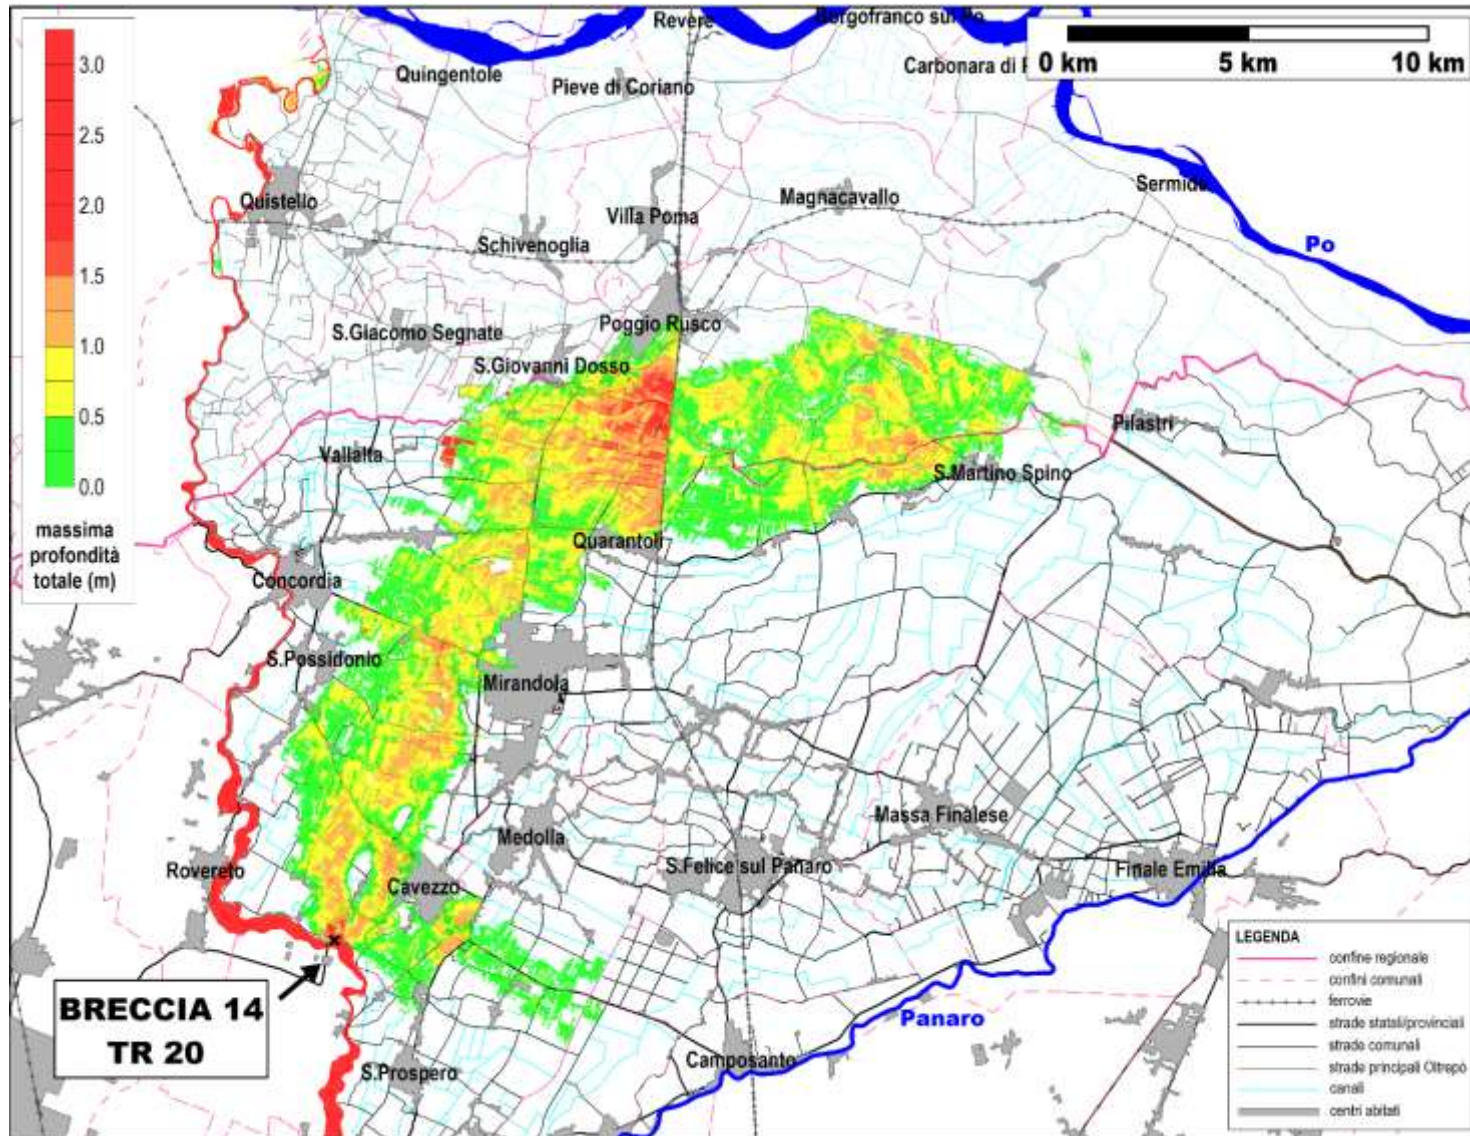 Revere
Borgofranco sul Po
0 km 5 km 10 km
Carbonara di
Quingentole
Pieve di Coriano
3.0
2.5
2.0
1.5
1.0
0.5
0.0
massima
profondità
totale (m)
Quistello
Villa Poma
Magnacavallo
Sermide
Schivenoglia
Po
S.Giacomo Segnate
Poggio Rusco
S.Giovanni Dosso
Vallalta
Pilastri
S.Martino Spino
Quarantoli
Concordia
S.Possidonio
Mirandola
Medolla
Massa Finalese
Rovereto
Cavezzo
S.Felice sul Panaro
Finale Emilia
BRECCIA 14
TR 20
Panaro
Camposanto
S.Prospero
LEGENDA
confine regionale
confini comunali
ferrovie
strade statali/provinciali
strade comunali
strade principali Oltrepò
canali
centri abitati